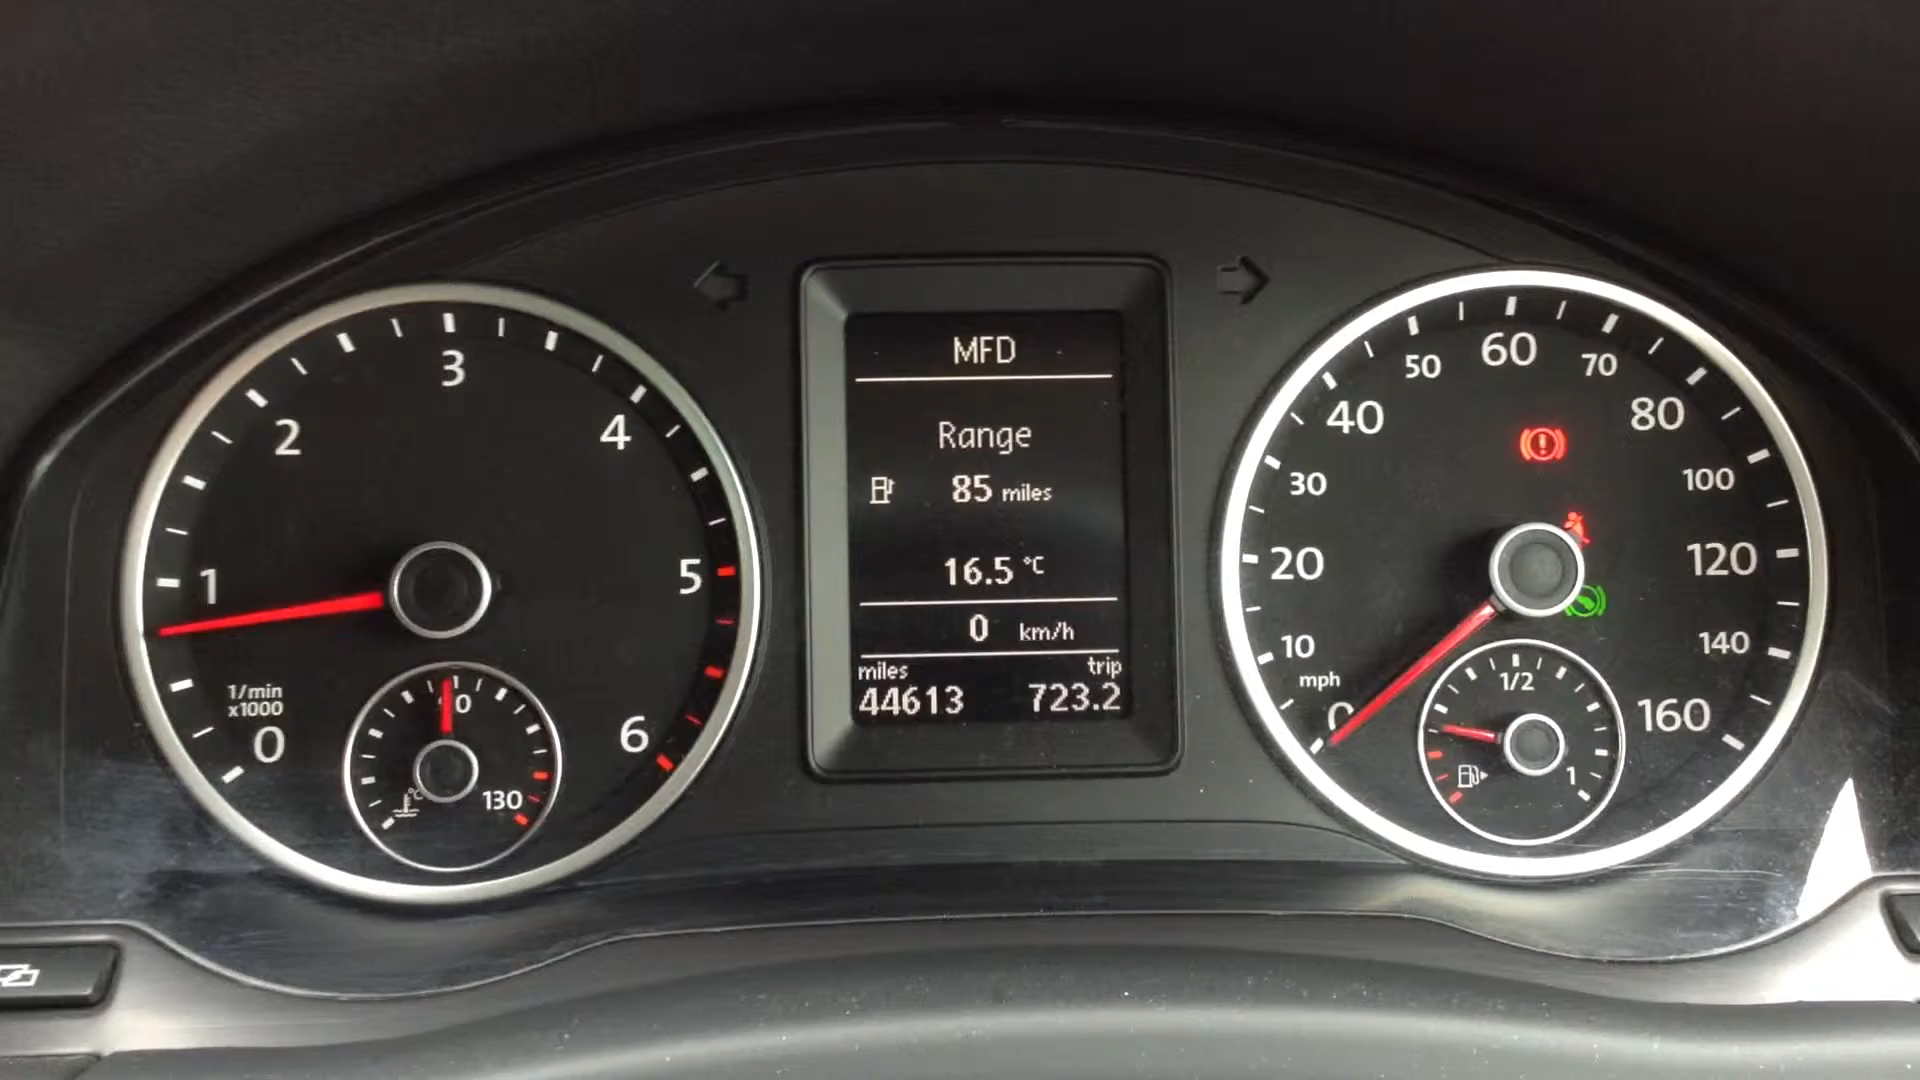 1/min
x1000
0
1
2
3
4
5
6
°C
130
MFD
Range
85 miles
16.5 °C
0 km/h
miles trip
44613 723.2
mph
0
10
20
30
40
50
60
70
80
100
120
140
160
1/2
1